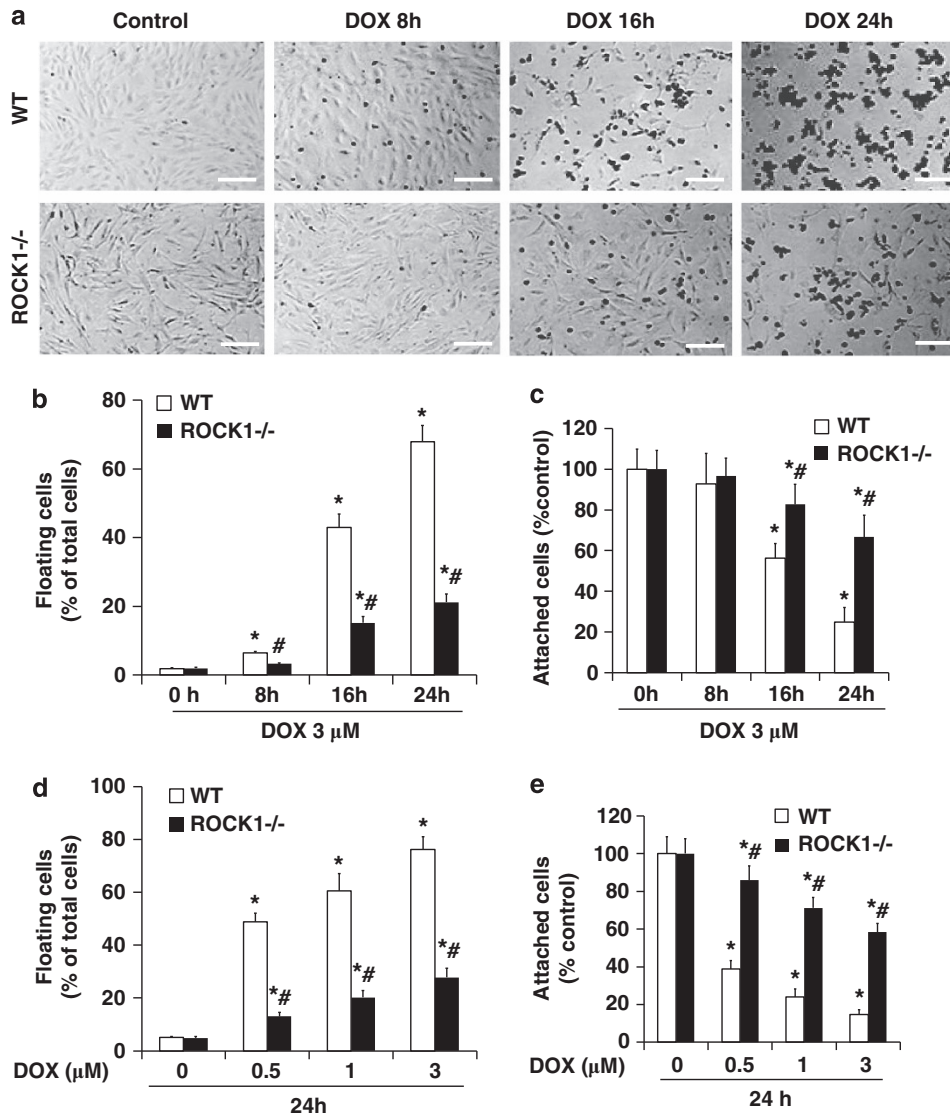 a
Control DOX 8h DOX 16h DOX 24h
WT
ROCK1-/-
b
WT
ROCK1-/-
Floating cells
(% of total cells)
80
60
40
20
0
* * # * *# * *#
0 h 8h 16h 24h
DOX 3 μM
c
WT
ROCK1-/-
Attached cells (%control)
120
100
80
60
40
20
0
* *# * *#
0h 8h 16h 24h
DOX 3 μM
d
WT
ROCK1-/-
Floating cells
(% of total cells)
100
80
60
40
20
0
* *# * *# * *#
DOX (μM) 0 0.5 1 3
24h
e
WT
ROCK1-/-
Attached cells
(% control)
120
100
80
60
40
20
0
* *# * *# * *#
DOX (μM) 0 0.5 1 3
24 h